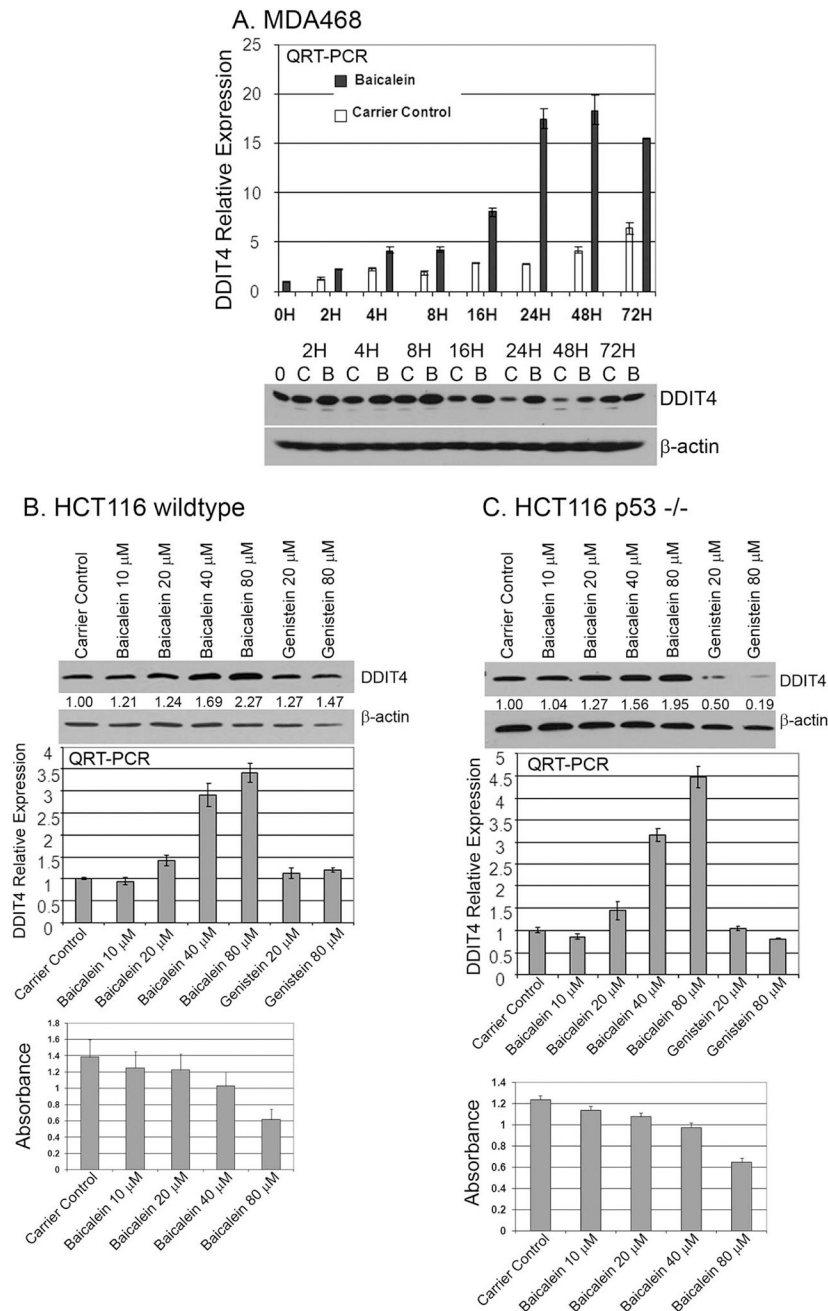 A. MDA468
25
20
15
10
5
0
DDIT4 Relative Expression
QRT-PCR
Baicalein
Carrier Control
0H 2H 4H 8H 16H 24H 48H 72H
2H 4H 8H 16H 24H 48H 72H
0 C B C B C B C B C B C B C B
DDIT4
β-actin
B. HCT116 wildtype
Carrier Control
Baicalein 10 μM
Baicalein 20 μM
Baicalein 40 μM
Baicalein 80 μM
Genistein 20 μM
Genistein 80 μM
DDIT4
1.00 1.21 1.24 1.69 2.27 1.27 1.47
β-actin
QRT-PCR
DDIT4 Relative Expression
4
3.5
3
2.5
2
1.5
1
0.5
0
Carrier Control
Baicalein 10 μM
Baicalein 20 μM
Baicalein 40 μM
Baicalein 80 μM
Genistein 20 μM
Genistein 80 μM
Absorbance
1.6
1.4
1.2
1
0.8
0.6
0.4
0.2
0
Carrier Control
Baicalein 10 μM
Baicalein 20 μM
Baicalein 40 μM
Baicalein 80 μM
C. HCT116 p53 -/-
Carrier Control
Baicalein 10 μM
Baicalein 20 μM
Baicalein 40 μM
Baicalein 80 μM
Genistein 20 μM
Genistein 80 μM
DDIT4
1.00 1.04 1.27 1.56 1.95 0.50 0.19
β-actin
QRT-PCR
DDIT4 Relative Expression
5
4.5
4
3.5
3
2.5
2
1.5
1
0.5
0
Carrier Control
Baicalein 10 μM
Baicalein 20 μM
Baicalein 40 μM
Baicalein 80 μM
Genistein 20 μM
Genistein 80 μM
Absorbance
1.4
1.2
1
0.8
0.6
0.4
0.2
0
Carrier Control
Baicalein 10 μM
Baicalein 20 μM
Baicalein 40 μM
Baicalein 80 μM